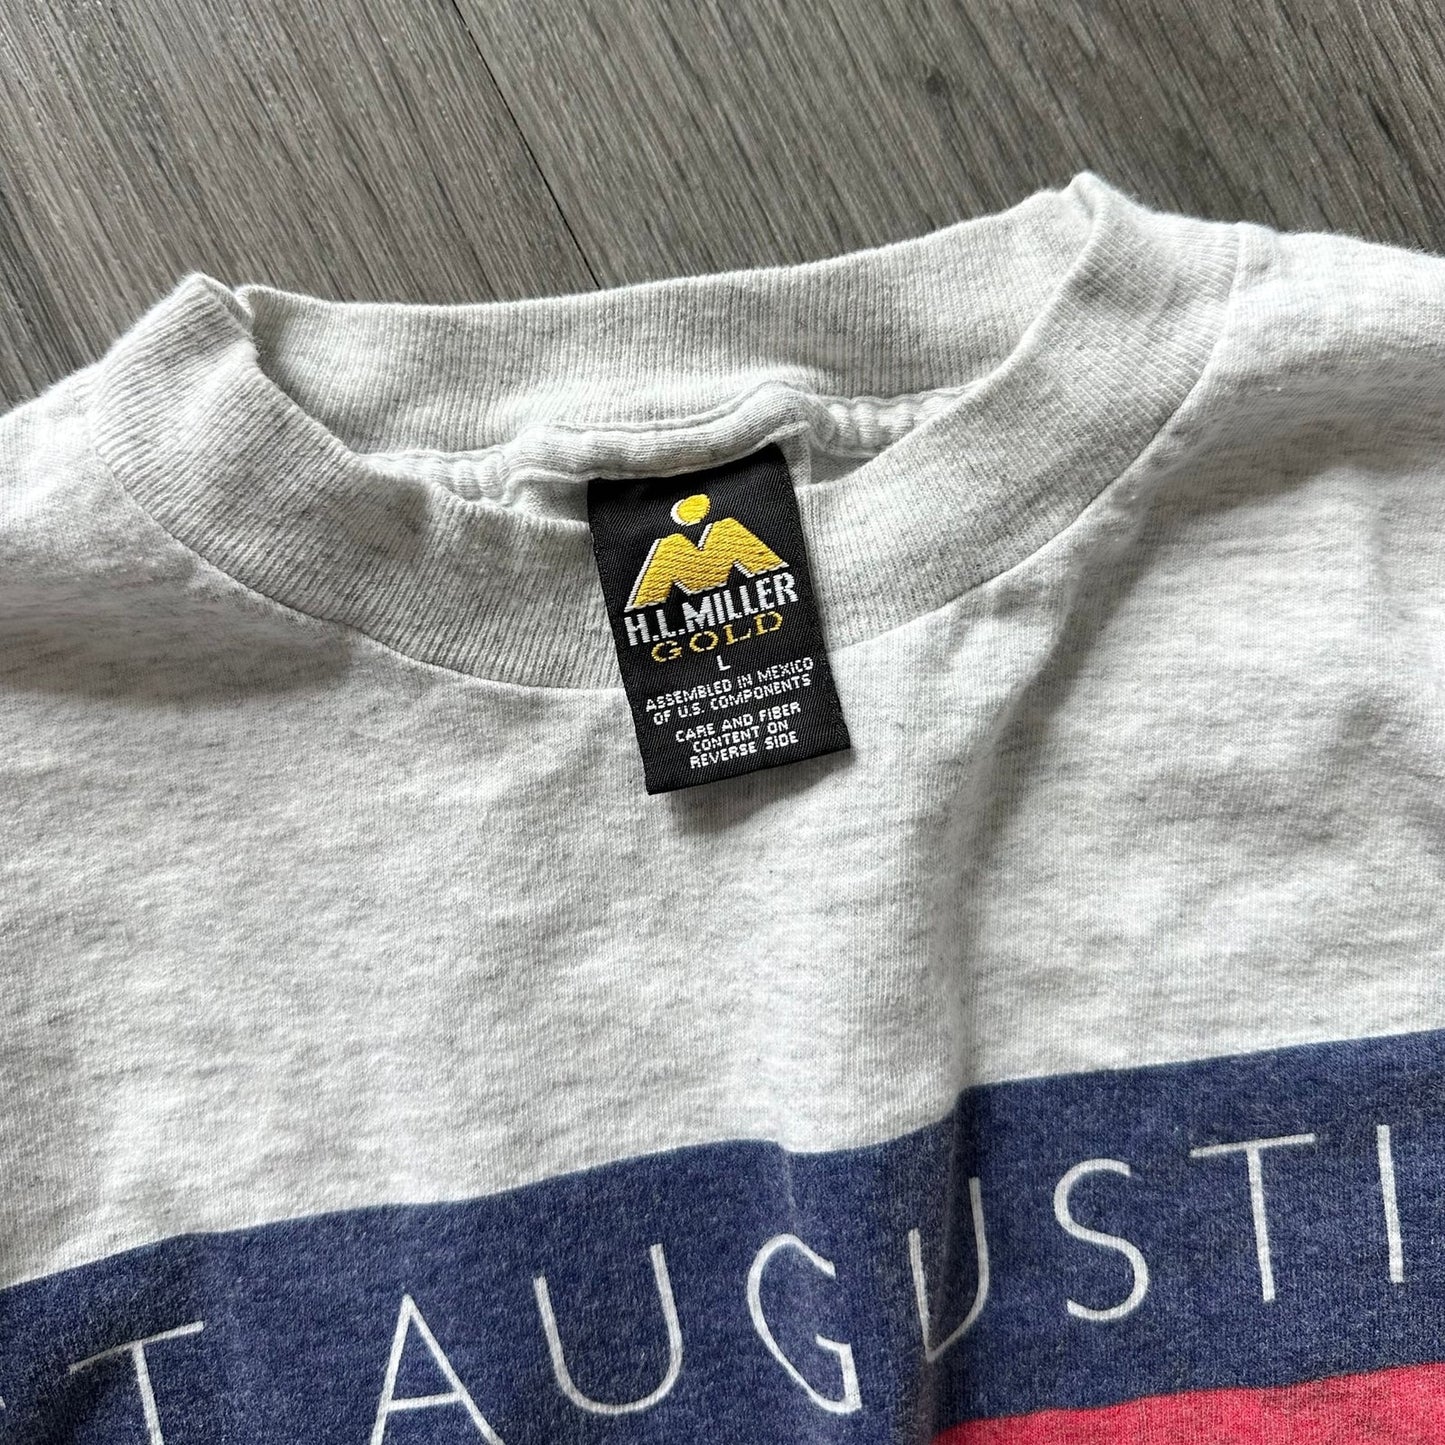 H.L.MILLER
GOLD
L
ASSEMBLED IN MEXICO
OF U.S. COMPONENTS
CARE AND FIBER
CONTENT ON
REVERSE SIDE
T AUGUSTI